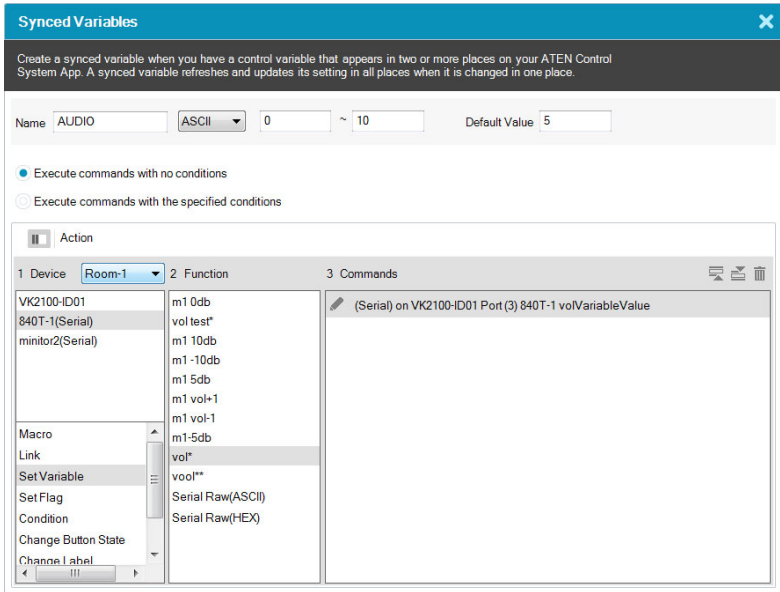 Synced Variables
Create a synced variable when you have a control variable that appears in two or more places on your ATEN Control
System App. A synced variable refreshes and updates its setting in all places when it is changed in one place.
Name AUDIO ASCII 0 ~ 10 Default Value 5
Execute commands with no conditions
Execute commands with the specified conditions
Action
1 Device Room-1 2 Function 3 Commands
VK2100-ID01
840T-1(Serial)
minitor2(Serial)
Macro
Link
Set Variable
Set Flag
Condition
Change Button State
Change Label
m1 0db
vol test*
m1 10db
m1 -10db
m1 5db
m1 vol+1
m1 vol-1
m1-5db
vol*
vool**
Serial Raw(ASCII)
Serial Raw(HEX)
(Serial) on VK2100-ID01 Port (3) 840T-1 volVariableValue